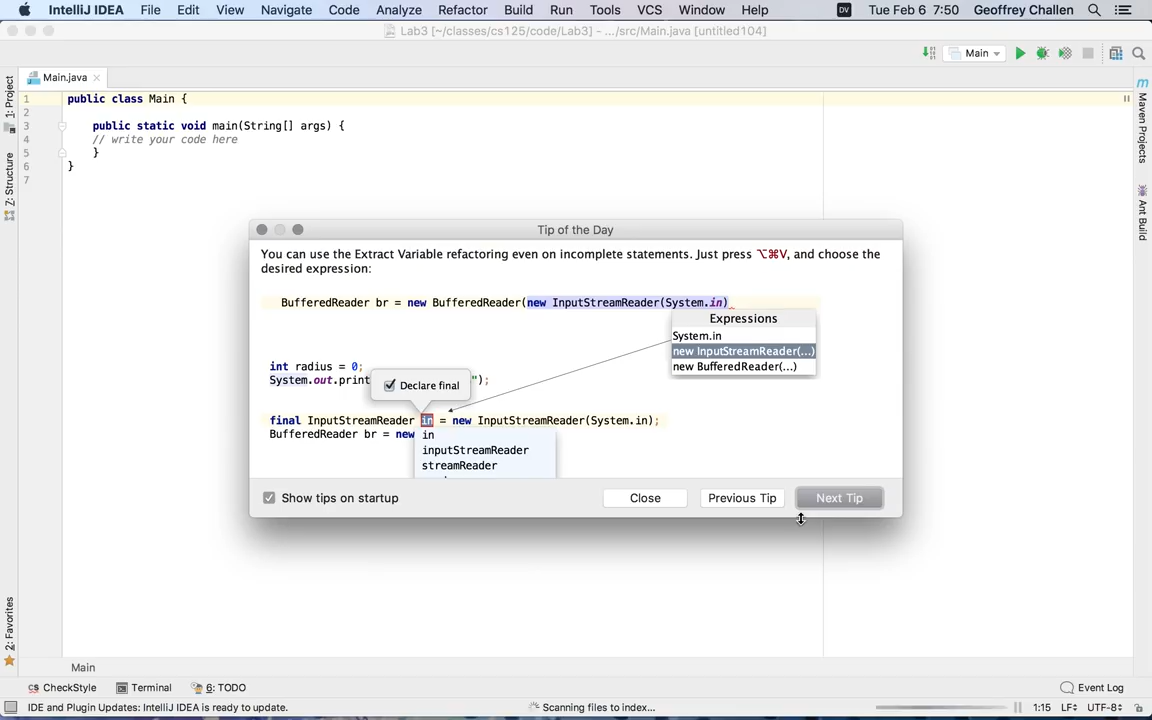 IntelliJ IDEA File Edit View Navigate Code Analyze Refactor Build Run Tools VCS Window Help DV Tue Feb 6 7:50 Geoffrey Challen
Lab3 [~/classes/cs125/code/Lab3] - .../src/Main.java [untitled104]
Main
Main.java
1: Project
Z: Structure
2: Favorites
Maven Projects
Ant Build
1 public class Main {
2
3 public static void main(String[] args) {
4 // write your code here
5 }
6 }
7
Tip of the Day
You can use the Extract Variable refactoring even on incomplete statements. Just press ⌥⌘V, and choose the
desired expression:
BufferedReader br = new BufferedReader(new InputStreamReader(System.in)
Expressions
System.in
new InputStreamReader(...)
new BufferedReader(...)
int radius = 0;
System.out.print ");
Declare final
final InputStreamReader in = new InputStreamReader(System.in);
BufferedReader br = new
in
inputStreamReader
streamReader
Show tips on startup Close Previous Tip Next Tip
Main
CheckStyle Terminal 6: TODO Event Log
IDE and Plugin Updates: IntelliJ IDEA is ready to update. Scanning files to index... 1:15 LF UTF-8